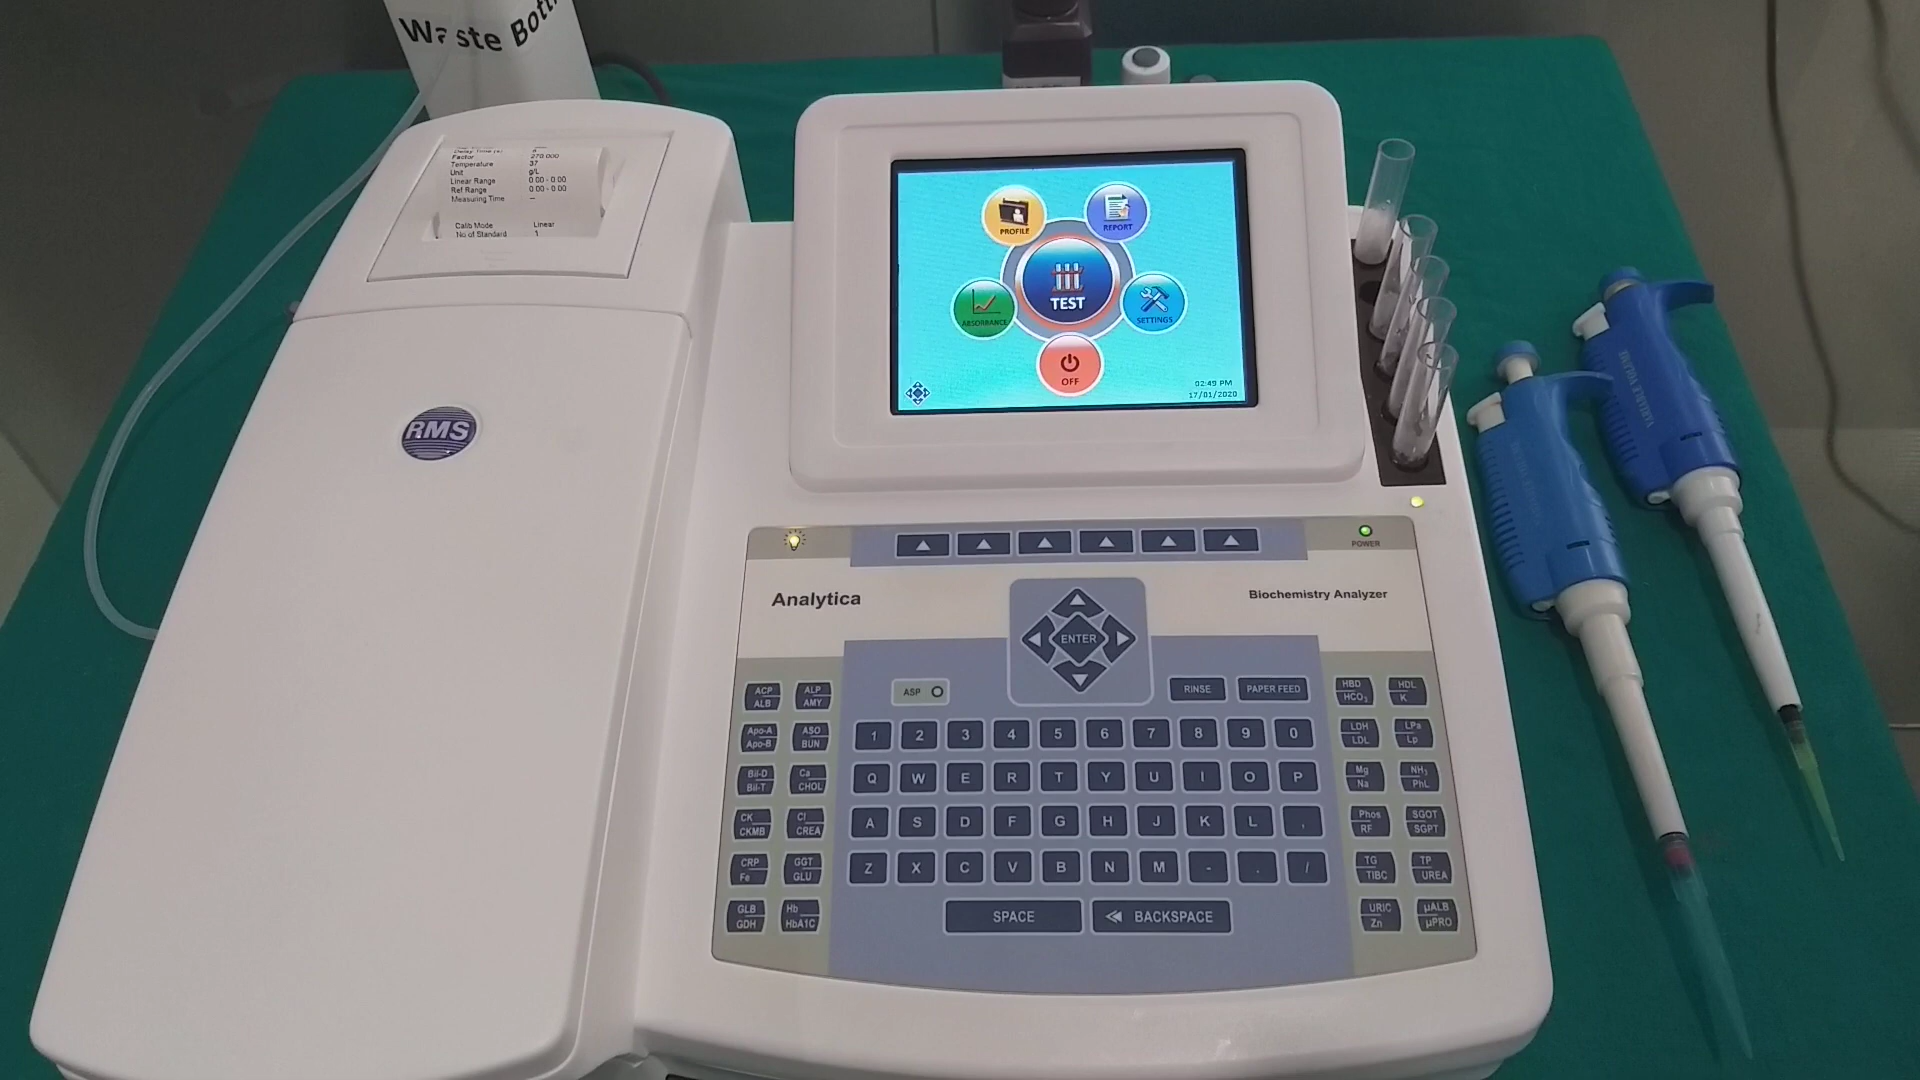 Waste Bottl
Factor 270.000
Temperature 37
Unit g/L
Linear Range 0.00 - 0.00
Ref Range 0.00 - 0.00
Measuring Time --
Calib Mode Linear
No of Standard 1
RMS
PROFILE
REPORT
TEST
ABSORBANCE
SETTINGS
OFF
02:49 PM
17/01/2020
POWER
Analytica
Biochemistry Analyzer
ENTER
ASP
RINSE
PAPER FEED
ACP ALB
ALP AMY
Apo-A Apo-B
ASO BUN
Bil-D Bil-T
Ca CHOL
CK CKMB
Cl CREA
CRP Fe
GGT GLU
GLB GDH
Hb HbA1C
1 2 3 4 5 6 7 8 9 0
Q W E R T Y U I O P
A S D F G H J K L ,
Z X C V B N M - . /
SPACE
BACKSPACE
HBD HCO₃
HDL K
LDH LDL
LPa Lp
Mg Na
NH₃ PhL
Phos RF
SGOT SGPT
TG TIBC
TP UREA
URIC Zn
µALB µPRO